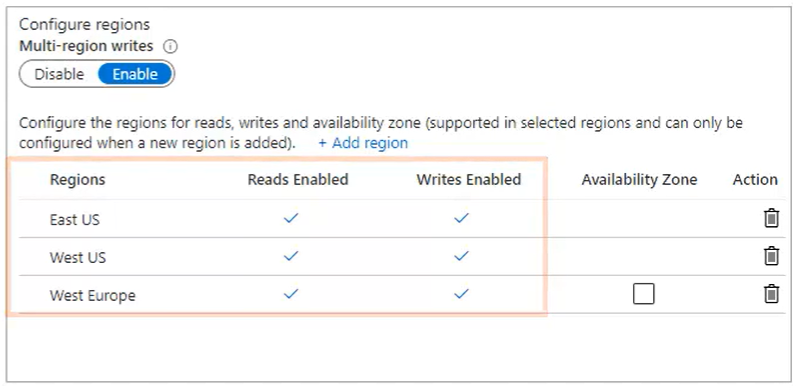 Configure regions
Multi-region writes
Disable Enable
Configure the regions for reads, writes and availability zone (supported in selected regions and can only be
configured when a new region is added). + Add region
Regions Reads Enabled Writes Enabled Availability Zone Action
East US
West US
West Europe